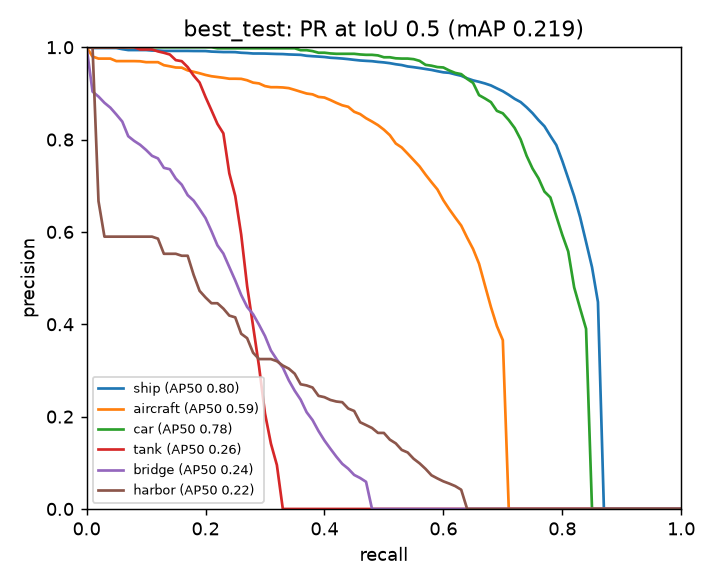 best_test: PR at IoU 0.5 (mAP 0.219)
1.0
0.8
0.6
0.4
0.2
0.0
precision
ship (AP50 0.80)
aircraft (AP50 0.59)
car (AP50 0.78)
tank (AP50 0.26)
bridge (AP50 0.24)
harbor (AP50 0.22)
0.0 0.2 0.4 0.6 0.8 1.0
recall